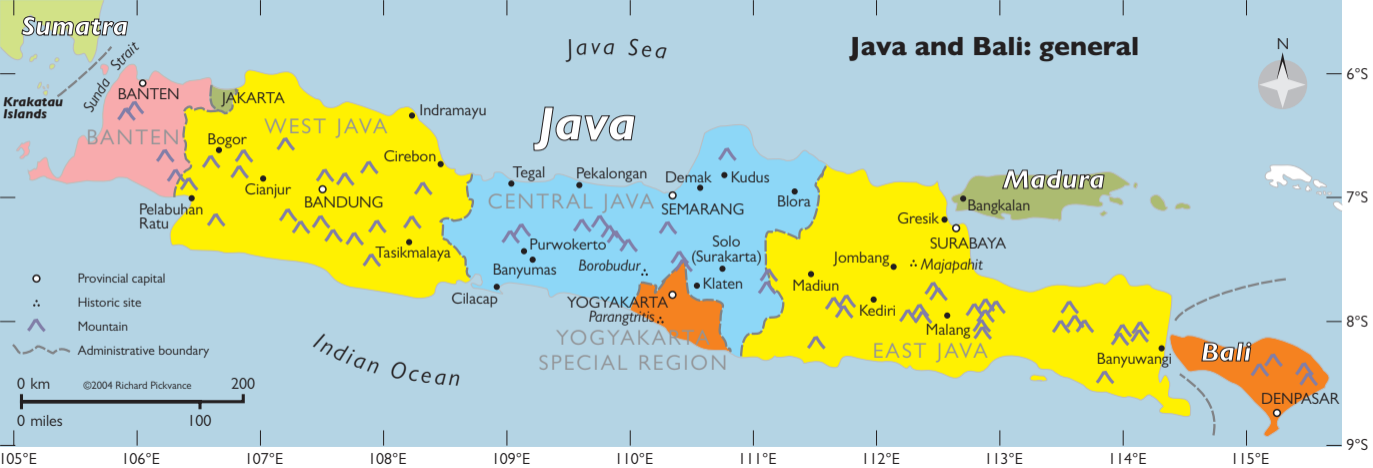 Sumatra
Java Sea
Java and Bali: general
N
Sunda Strait
6°S
Krakatau
Islands
BANTEN
JAKARTA
Indramayu
Java
BANTEN
WEST JAVA
Bogor
Cirebon
Tegal
Pekalongan
Demak
Kudus
Madura
Cianjur
BANDUNG
CENTRAL JAVA
SEMARANG
Blora
7°S
Pelabuhan
Ratu
Bangkalan
Gresik
SURABAYA
Tasikmalaya
Purwokerto
Banyumas
Solo
(Surakarta)
Borobudur
Jombang
Majapahit
Provincial capital
Klaten
Madiun
Cilacap
YOGYAKARTA
Historic site
Parangtritis
Kediri
Malang
8°S
Mountain
YOGYAKARTA
SPECIAL REGION
EAST JAVA
Banyuwangi
Bali
Administrative boundary
Indian Ocean
0 km
©2004 Richard Pickvance
200
DENPASAR
0 miles
100
9°S
105°E
106°E
107°E
108°E
109°E
110°E
111°E
112°E
113°E
114°E
115°E